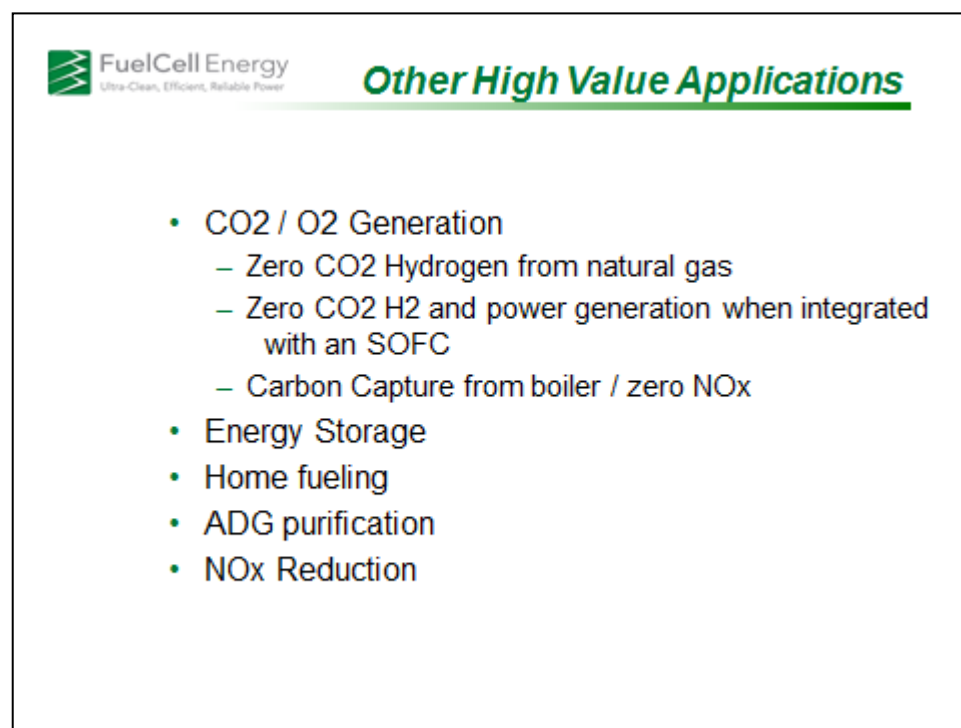 FuelCell Energy
Ultra-Clean, Efficient, Reliable Power
Other High Value Applications
• CO2 / O2 Generation
– Zero CO2 Hydrogen from natural gas
– Zero CO2 H2 and power generation when integrated
with an SOFC
– Carbon Capture from boiler / zero NOx
• Energy Storage
• Home fueling
• ADG purification
• NOx Reduction